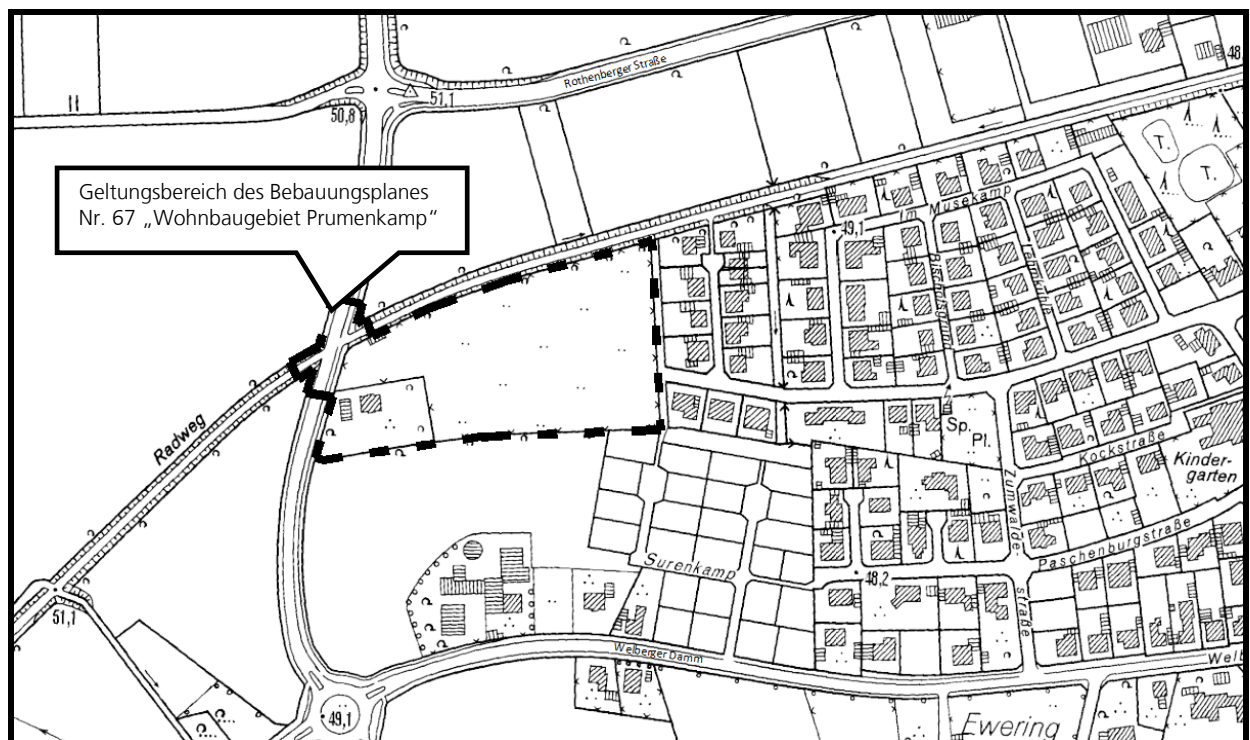 Rothenberger Straße
48
51,1
50,8
Geltungsbereich des Bebauungsplanes
Nr. 67 „Wohnbaugebiet Prumenkamp“
T.
T.
Im Musekamp
49,1
Radweg
Sp.
Pl.
Kockstraße
Kinder-
garten
Zumwalde-
straße
Paschenburgstraße
Surenkamp
48,2
51,1
Welberger Damm
Welb
49,1
Ewering